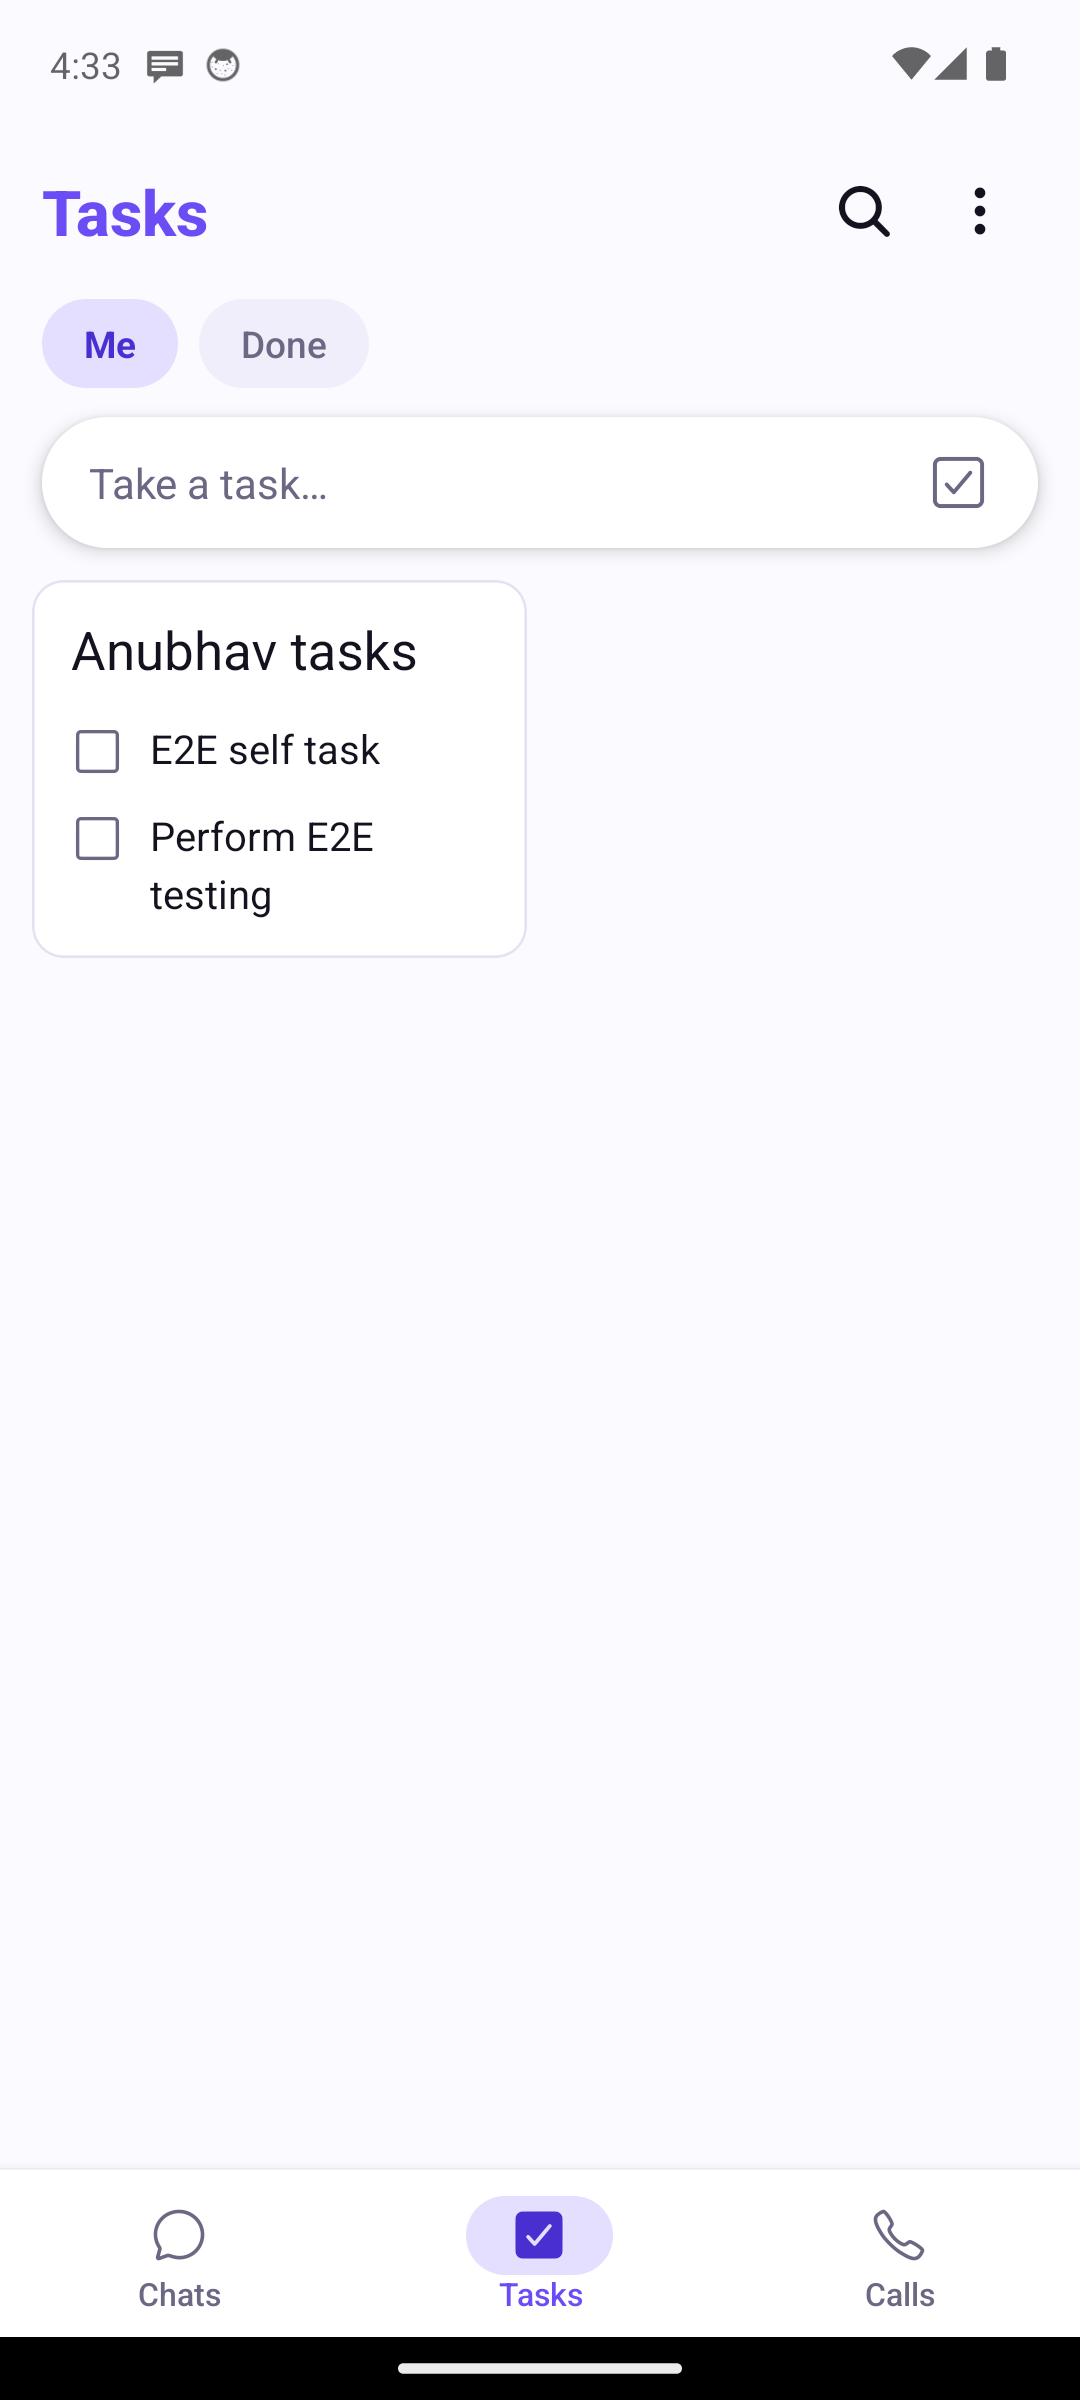 4:33
Tasks
Me
Done
Take a task...
Anubhav tasks
E2E self task
Perform E2E
testing
Chats
Tasks
Calls